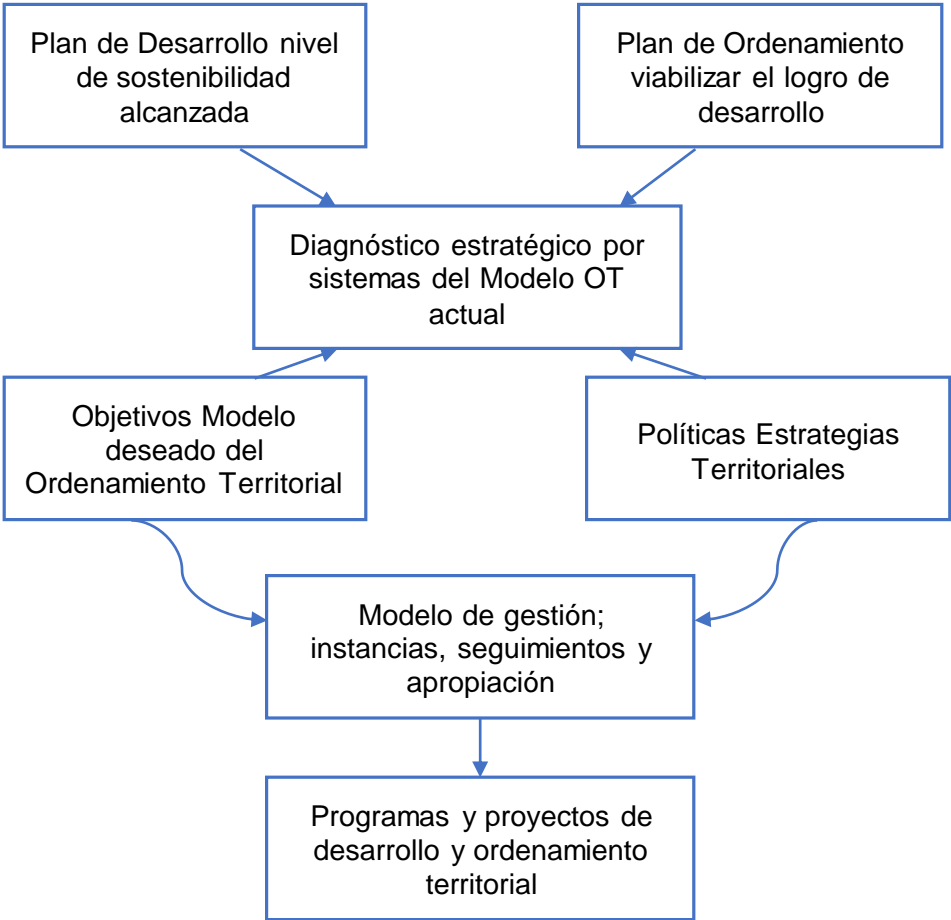 Plan de Desarrollo nivel
de sostenibilidad
alcanzada
Plan de Ordenamiento
viabilizar el logro de
desarrollo
Diagnóstico estratégico por
sistemas del Modelo OT
actual
Objetivos Modelo
deseado del
Ordenamiento Territorial
Políticas Estrategias
Territoriales
Modelo de gestión;
instancias, seguimientos y
apropiación
Programas y proyectos de
desarrollo y ordenamiento
territorial